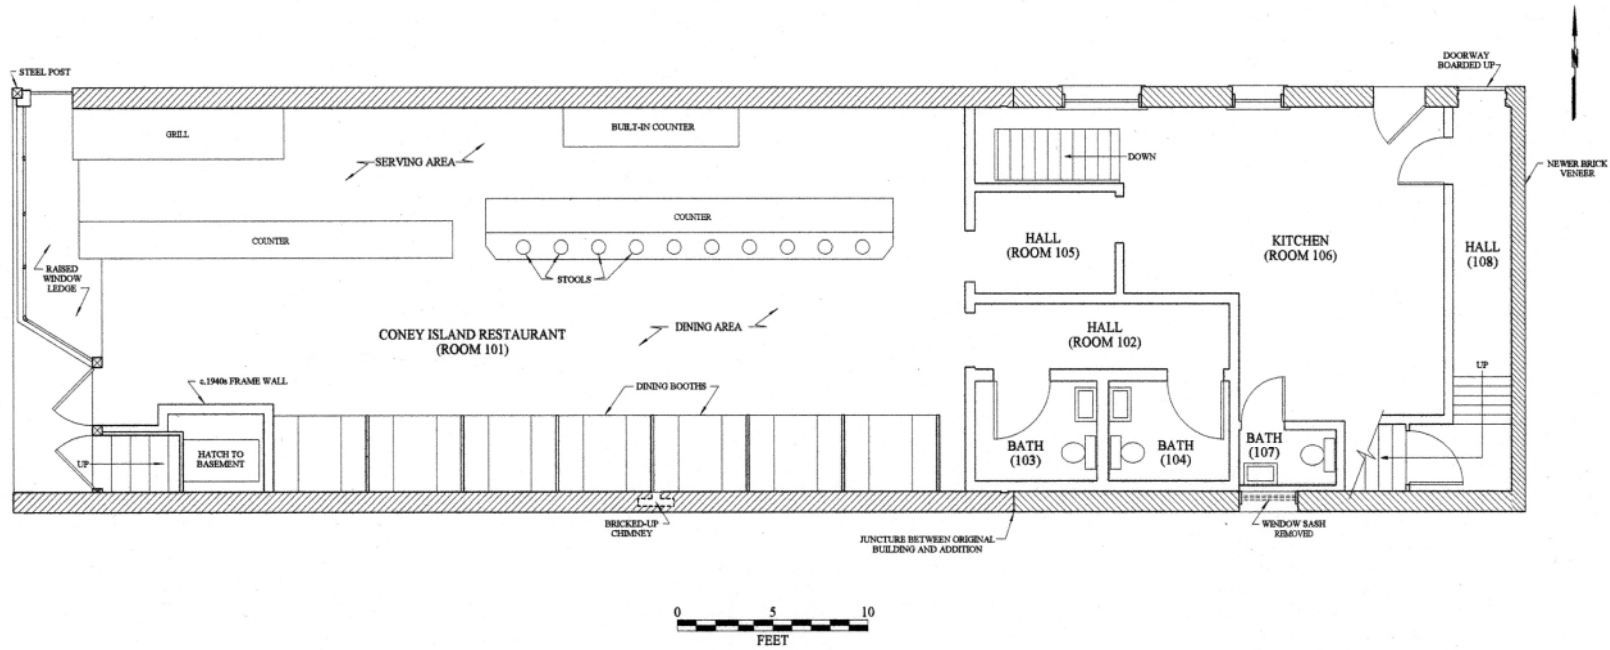 STEEL POST
DOORWAY
BOARDED UP
N
GRILL
BUILT-IN COUNTER
SERVING AREA
DOWN
NEWER BRICK
VENEER
COUNTER
COUNTER
HALL
(ROOM 105)
KITCHEN
(ROOM 106)
HALL
(108)
RAISED
WINDOW
LEDGE
STOOLS
DINING AREA
CONEY ISLAND RESTAURANT
(ROOM 101)
HALL
(ROOM 102)
c.1940s FRAME WALL
DINING BOOTHS
UP
UP
HATCH TO
BASEMENT
BATH
(103)
BATH
(104)
BATH
(107)
BRICKED-UP
CHIMNEY
JUNCTURE BETWEEN ORIGINAL
BUILDING AND ADDITION
WINDOW SASH
REMOVED
0 5 10
FEET